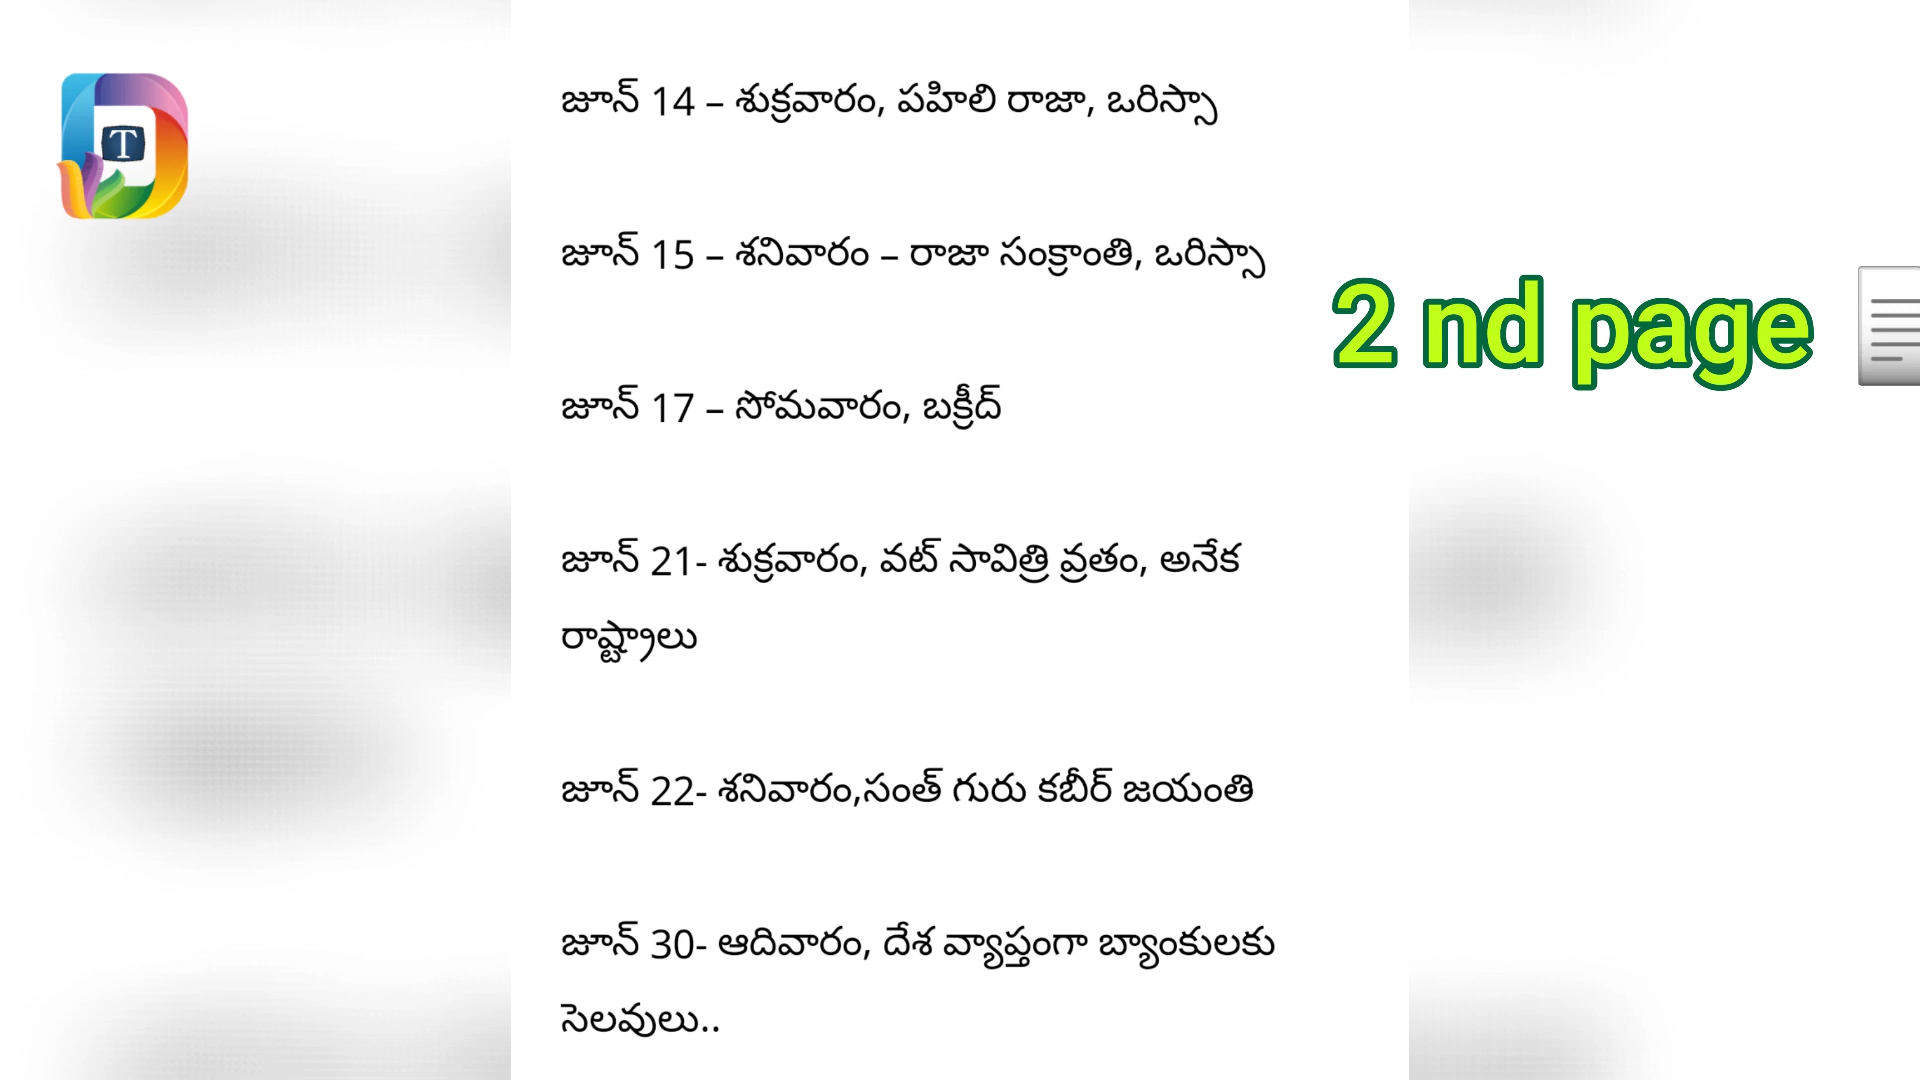 T
జూన్ 14 – శుక్రవారం, పహిలి రాజా, ఒరిస్సా
జూన్ 15 – శనివారం – రాజా సంక్రాంతి, ఒరిస్సా
2 nd page
జూన్ 17 – సోమవారం, బక్రీద్
జూన్ 21- శుక్రవారం, వట్ సావిత్రి వ్రతం, అనేక
రాష్ట్రాలు
జూన్ 22- శనివారం,సంత్ గురు కబీర్ జయంతి
జూన్ 30- ఆదివారం, దేశ వ్యాప్తంగా బ్యాంకులకు
సెలవులు..